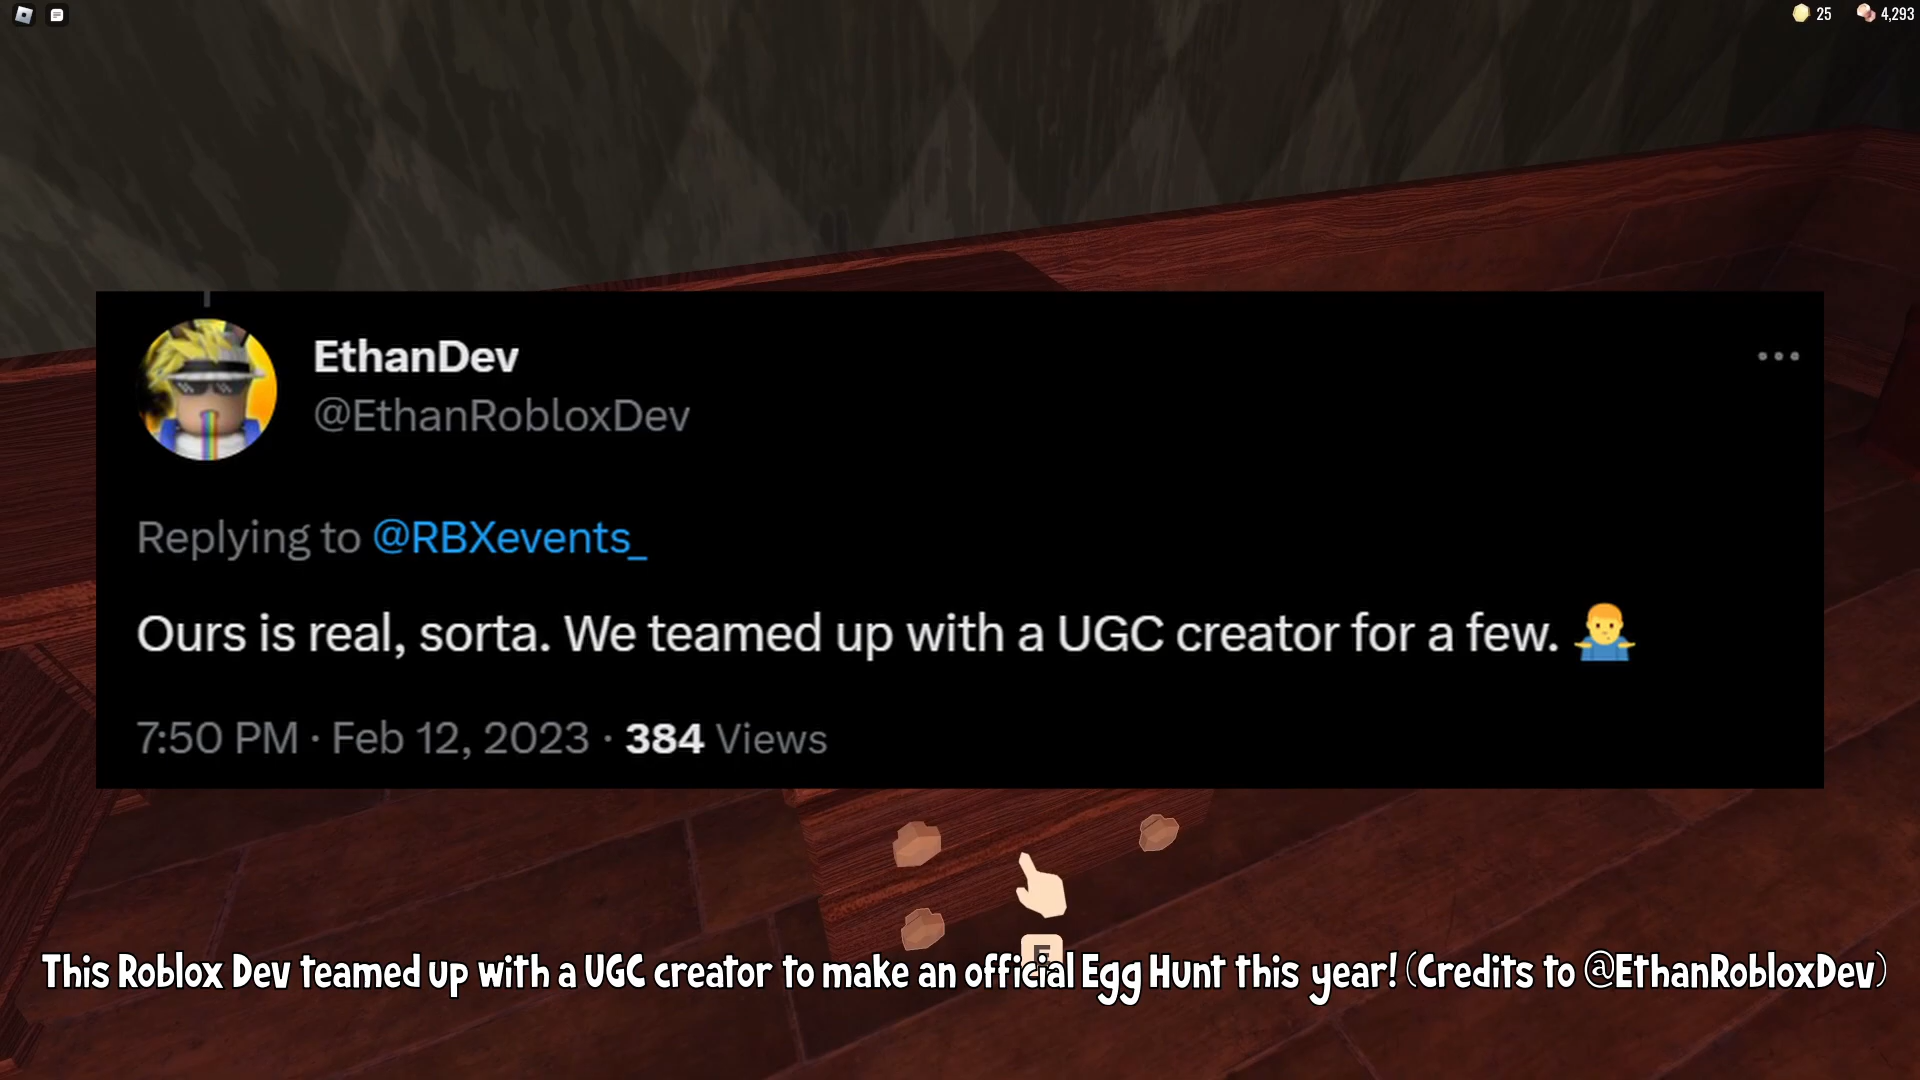 25 4,293
EthanDev
@EthanRobloxDev
Replying to @RBXevents_
Ours is real, sorta. We teamed up with a UGC creator for a few. 🤷‍♂️
7:50 PM · Feb 12, 2023 · 384 Views
E
This Roblox Dev teamed up with a UGC creator to make an official Egg Hunt this year! (Credits to @EthanRobloxDev)